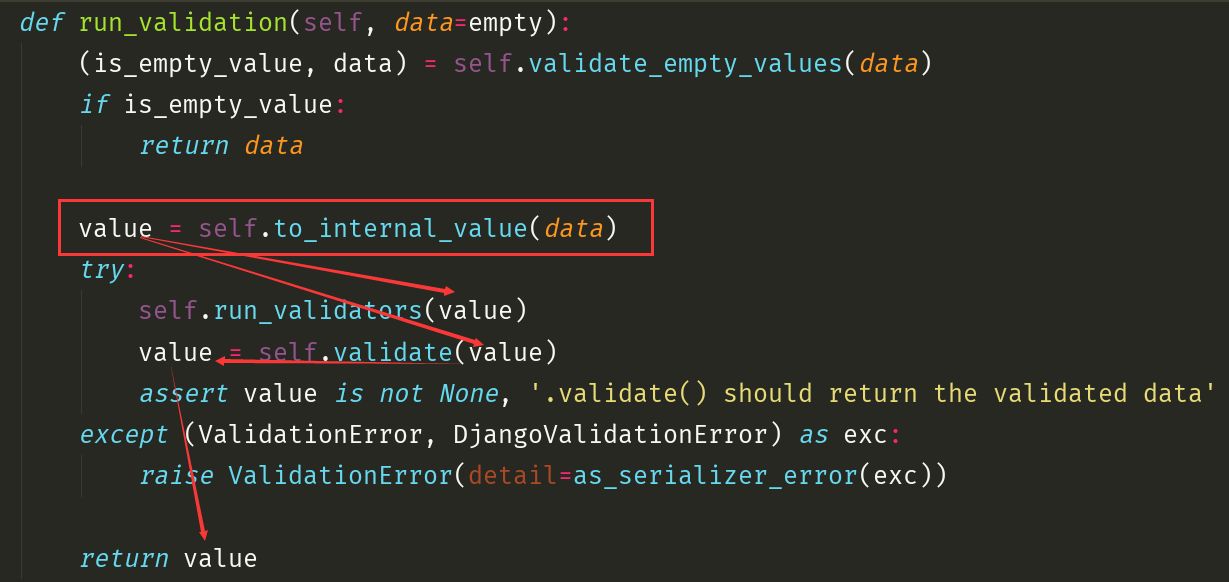 def run_validation(self, data=empty):
(is_empty_value, data) = self.validate_empty_values(data)
if is_empty_value:
return data
value = self.to_internal_value(data)
try:
self.run_validators(value)
value = self.validate(value)
assert value is not None, '.validate() should return the validated data'
except (ValidationError, DjangoValidationError) as exc:
raise ValidationError(detail=as_serializer_error(exc))
return value